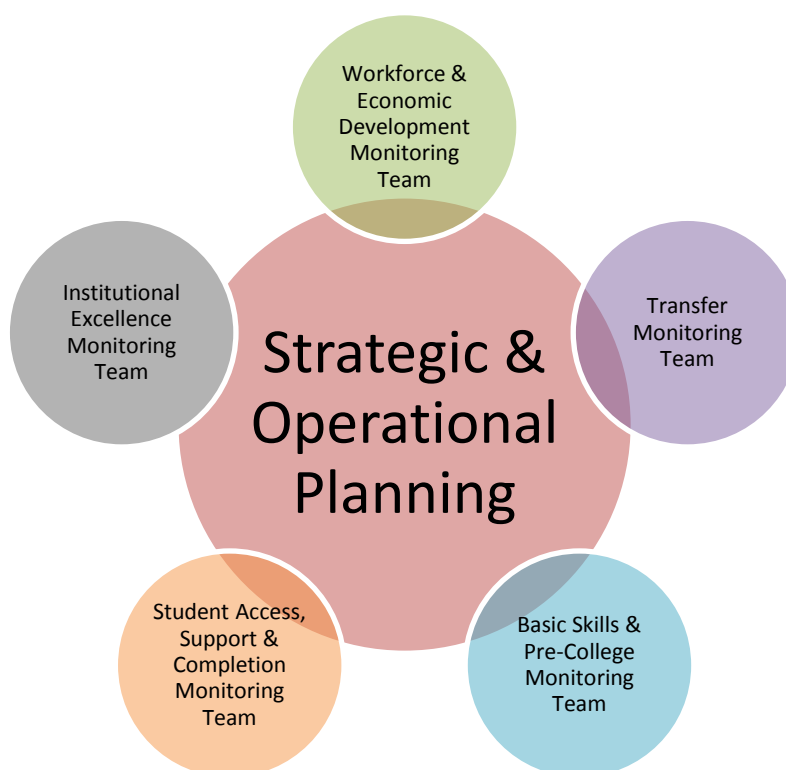 Workforce &
Economic
Development
Monitoring
Team
Institutional
Excellence
Monitoring
Team
Strategic &
Operational
Planning
Transfer
Monitoring
Team
Student Access,
Support &
Completion
Monitoring
Team
Basic Skills &
Pre-College
Monitoring
Team